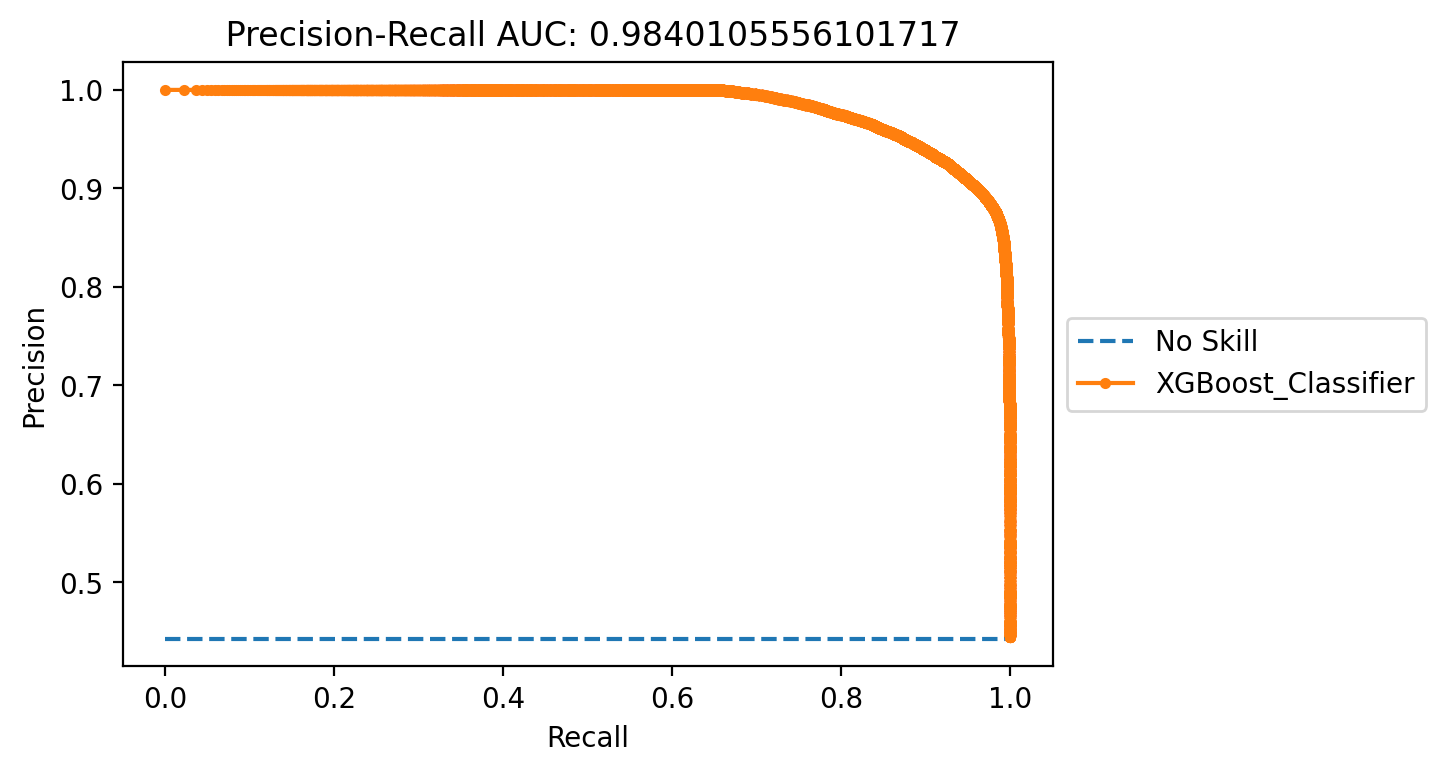 Precision-Recall AUC: 0.9840105556101717
1.0
0.9
0.8
0.7
0.6
0.5
Precision
0.0 0.2 0.4 0.6 0.8 1.0
Recall
No Skill
XGBoost_Classifier